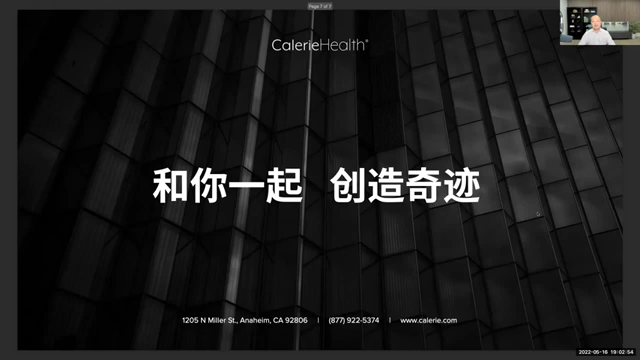 Page 7 of 7
CalerieHealth®
和你一起 创造奇迹
1205 N Miller St., Anaheim, CA 92806 | (877) 922-5374 | www.calerie.com
2022-05-16 19:02:54